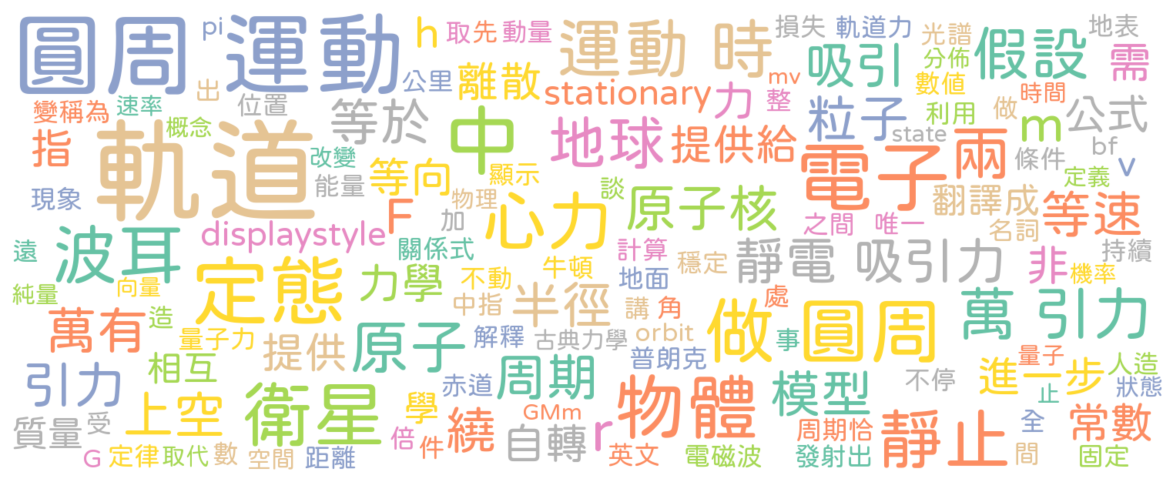 圓周
運動
pi
h
取先
動量
運動
時
損失
軌道力
光譜
地表
吸引
假設
需
公里
離散
分佈
數值
mv
出
stationary
力
整
時間
變稱為
速率
位置
等於
中
地球
提供給
粒子
利用
做
m
公式
概念
軌道
指
改變
能量
等向
物理
顯示
談
電子
state
兩
條件
bf
v
定義
現象
F
加
心力
原子核
之間
唯一
翻譯成
名詞
等速
displaystyle
關係式
計算
靜電
吸引力
非
持續
機率
遠
波耳
定態
力學
不動
牛頓
地面
穩定
純量
向量
中指
半徑
講
角
處
萬
引力
萬有
造
量子力
提供
原子
解釋
古典力學
orbit
普朗克
做
事
圓周
量子
人造
引力
相互
衛星
赤道
周期
物體
模型
不停
進一步
止
狀態
質量
受
上空
學
倍
件
繞
GMm
自轉
r
英文
周期恰
靜止
全
常數
G
定律
取代
數
空間
距離
電磁波
發射出
間
固定